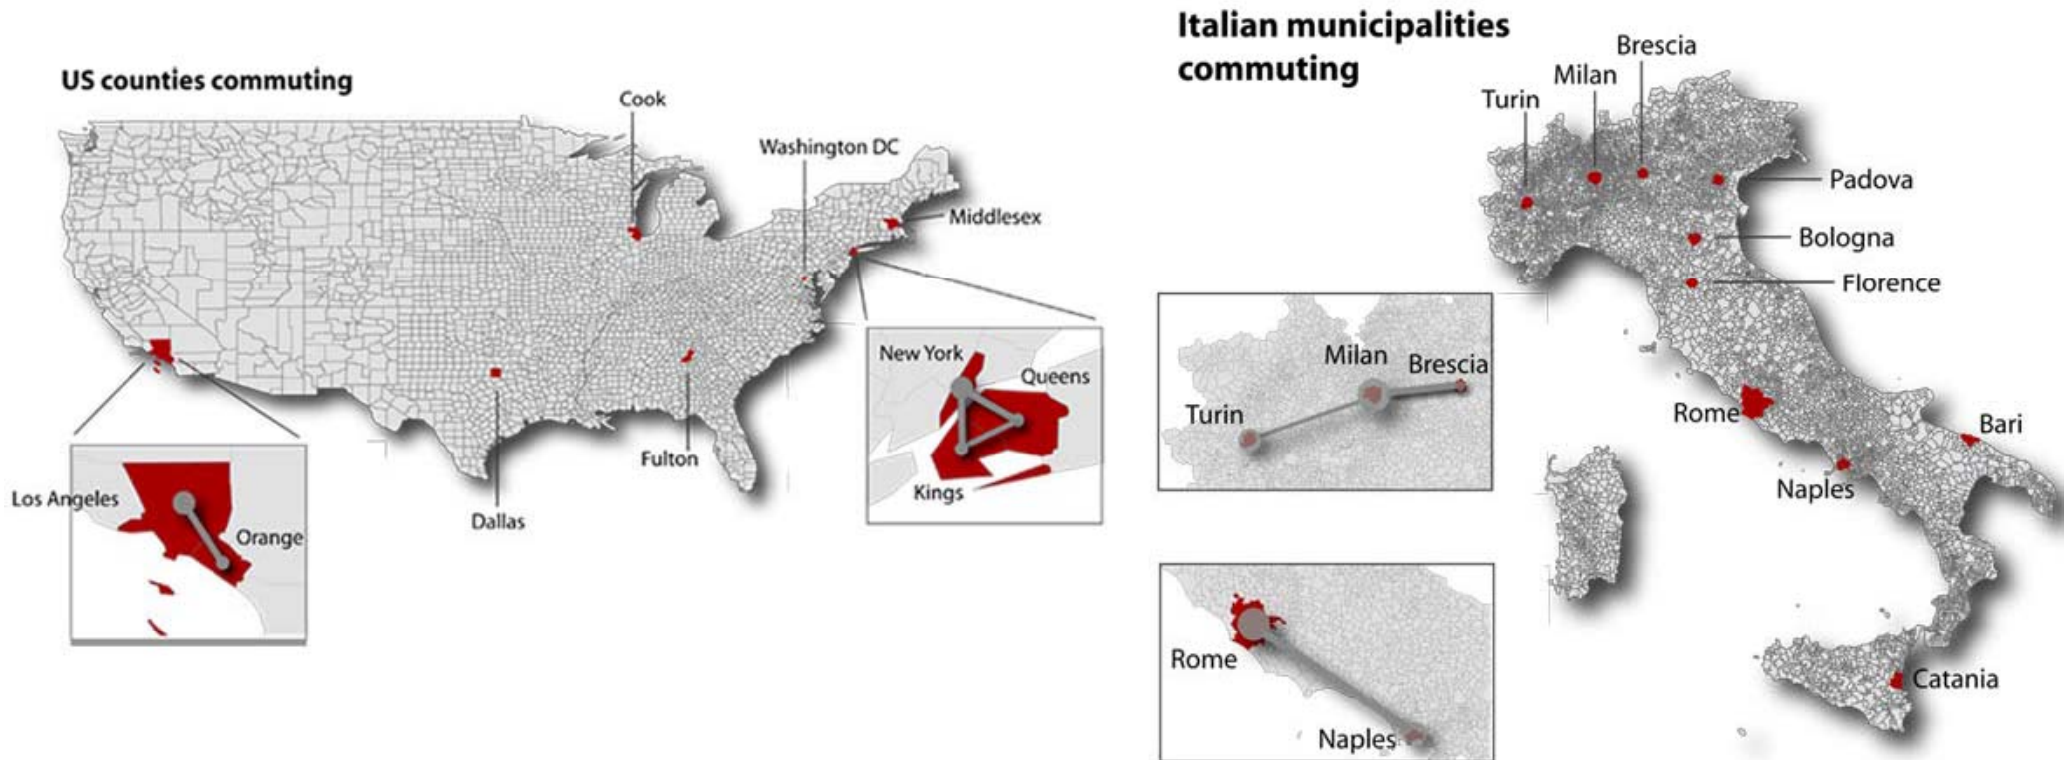 US counties commuting
Cook
Washington DC
Middlesex
New York
Queens
Kings
Los Angeles
Orange
Dallas
Fulton
Italian municipalities
commuting
Brescia
Milan
Turin
Padova
Bologna
Florence
Milan
Brescia
Turin
Rome
Bari
Naples
Rome
Naples
Catania